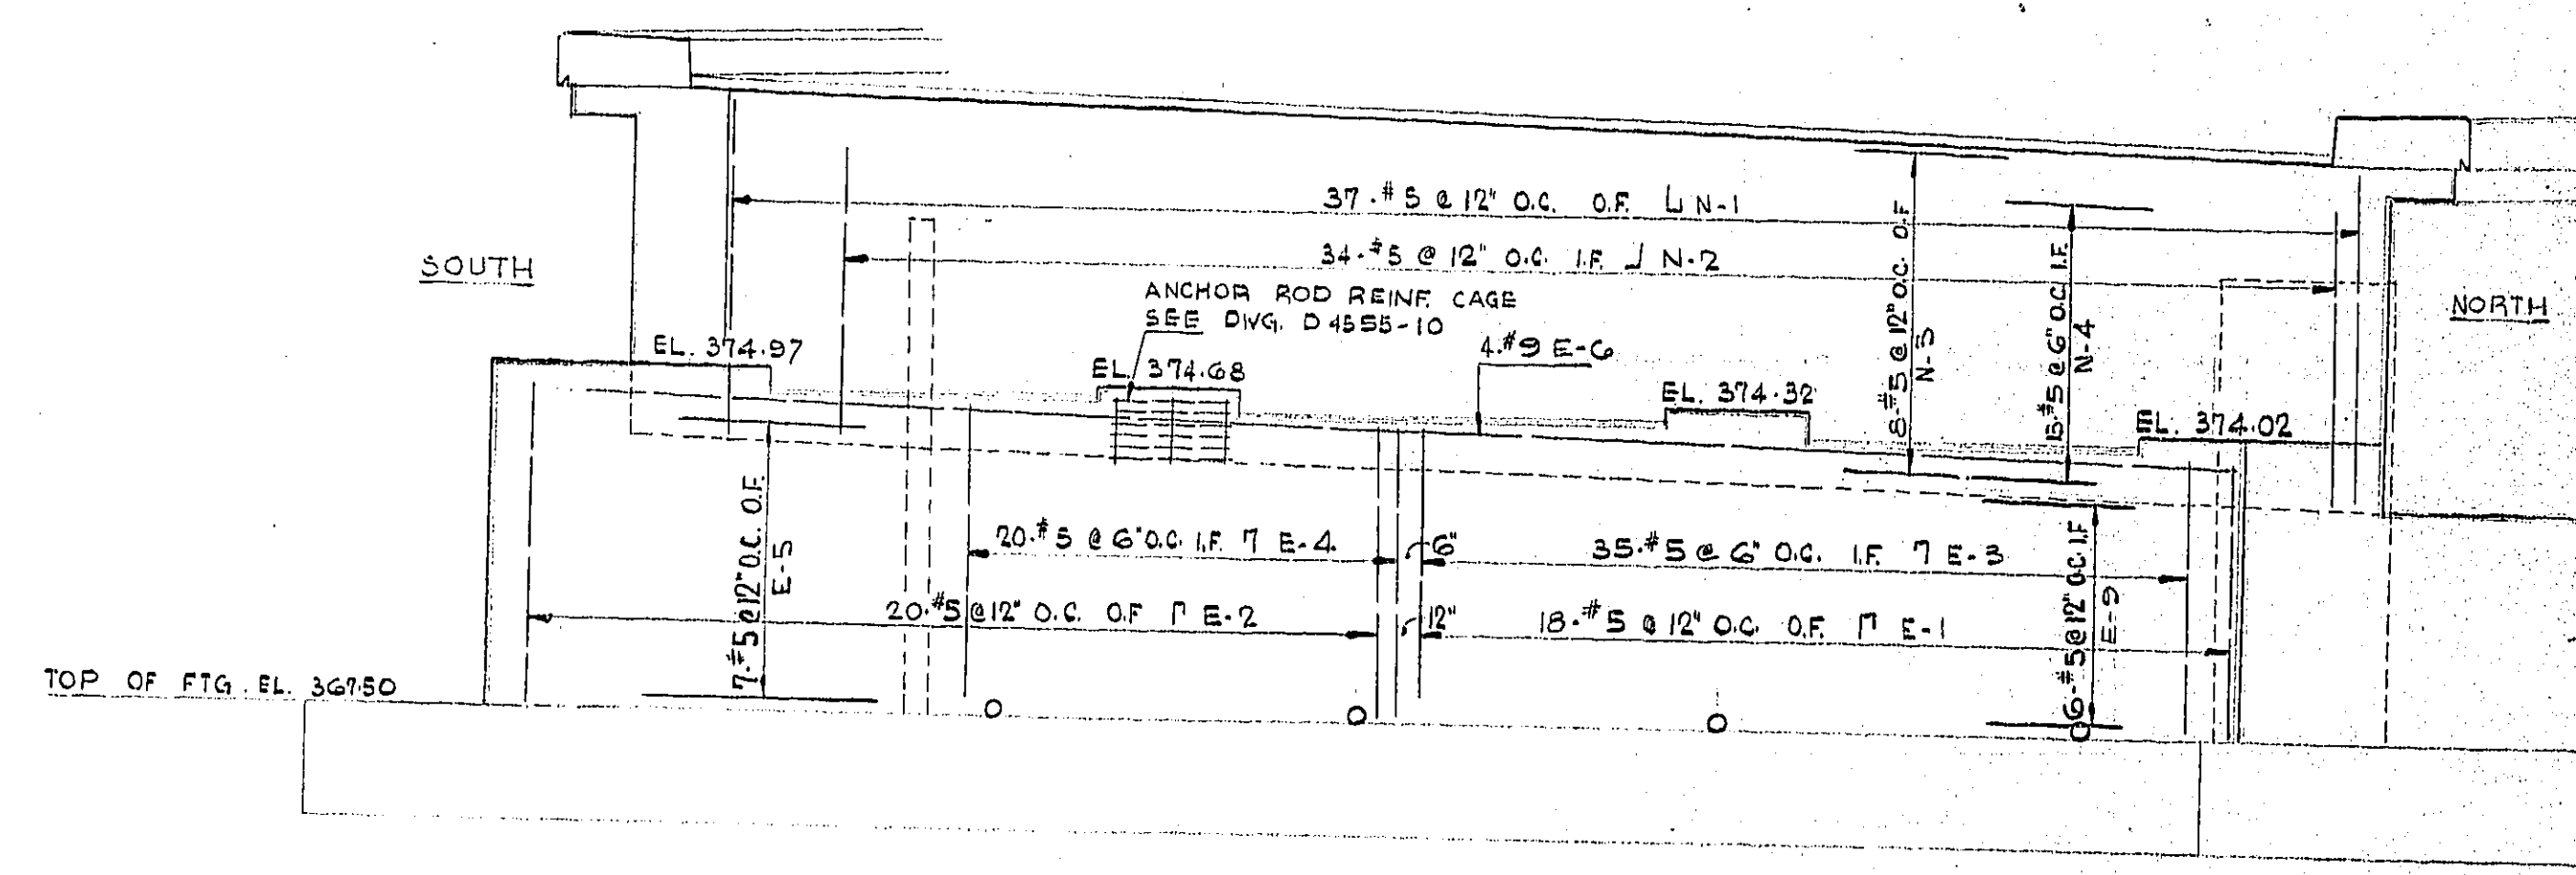 37-#5 @ 12" O.C. O.F. N-1
34-#5 @ 12" O.C. I.F. N-2
SOUTH
NORTH
ANCHOR ROD REINF. CAGE
SEE DWG. D4555-10
8-#5 @ 12" O.C. O.F
13-#5 @ 6" O.C. I.F.
N-4
EL. 374.97
EL. 374.68
4-#9 E-6
EL. 374.32
EL. 374.02
7-#5 @ 12" O.C. O.F.
E-5
20-#5 @ 6" O.C. I.F. E-4
6"
35-#5 @ 6" O.C. I.F. E-3
20-#5 @ 12" O.C. O.F E-2
12"
18-#5 @ 12" O.C. O.F. E-1
6-#5 @ 12" O.C. I.F
E-9
TOP OF FTG. EL. 367.50